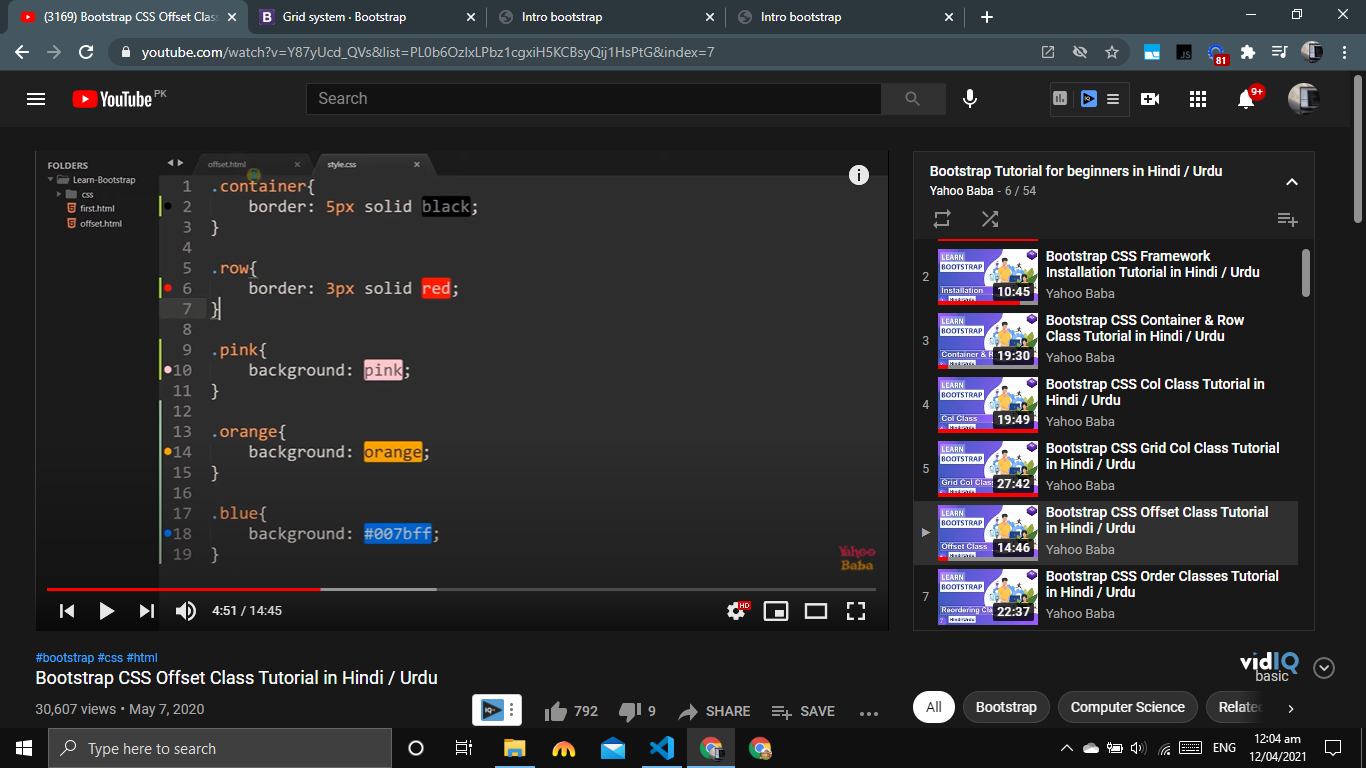 (3169) Bootstrap CSS Offset Clas
Grid system · Bootstrap
Intro bootstrap
Intro bootstrap
youtube.com/watch?v=Y87yUcd_QVs&list=PL0b6OzIxLPbz1cgxiH5KCBsyQij1HsPtG&index=7
JS
81
YouTube PK
Search
9+
FOLDERS
Learn-Bootstrap
css
first.html
offset.html
offset.html
style.css
1 .container{
2 border: 5px solid black;
3 }
4
5 .row{
6 border: 3px solid red;
7 }
8
9 .pink{
10 background: pink;
11 }
12
13 .orange{
14 background: orange;
15 }
16
17 .blue{
18 background: #007bff;
19 }
Yahoo
Baba
4:51 / 14:45
HD
#bootstrap #css #html
Bootstrap CSS Offset Class Tutorial in Hindi / Urdu
30,607 views • May 7, 2020
792
9
SHARE
SAVE
Bootstrap Tutorial for beginners in Hindi / Urdu
Yahoo Baba - 6 / 54
2
LEARN
BOOTSTRAP
Installation
10:45
Bootstrap CSS Framework
Installation Tutorial in Hindi / Urdu
Yahoo Baba
3
LEARN
BOOTSTRAP
Container & R
19:30
Bootstrap CSS Container & Row
Class Tutorial in Hindi / Urdu
Yahoo Baba
4
LEARN
BOOTSTRAP
Col Class
19:49
Bootstrap CSS Col Class Tutorial in
Hindi / Urdu
Yahoo Baba
5
LEARN
BOOTSTRAP
Grid Col Class
27:42
Bootstrap CSS Grid Col Class Tutorial
in Hindi / Urdu
Yahoo Baba
LEARN
BOOTSTRAP
Offset Class
14:46
Bootstrap CSS Offset Class Tutorial
in Hindi / Urdu
Yahoo Baba
7
LEARN
BOOTSTRAP
Reordering Cla
22:37
Bootstrap CSS Order Classes Tutorial
in Hindi / Urdu
Yahoo Baba
vidIQ
basic
All
Bootstrap
Computer Science
Relate
Type here to search
ENG
12:04 am
12/04/2021